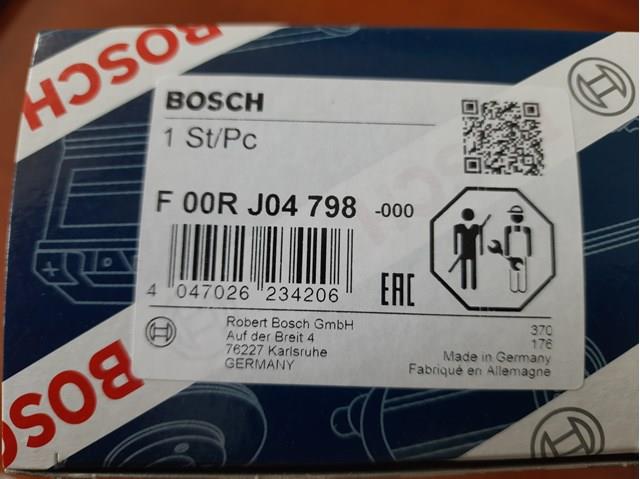 BOSCH
BOSCH
1 St/Pc
F 00R J04 798 -000
4 047026 234206
EAC
Robert Bosch GmbH
Auf der Breit 4
76227 Karlsruhe
GERMANY
370
176
Made in Germany
Fabriqué en Allemagne
BOSCH
BOSCH